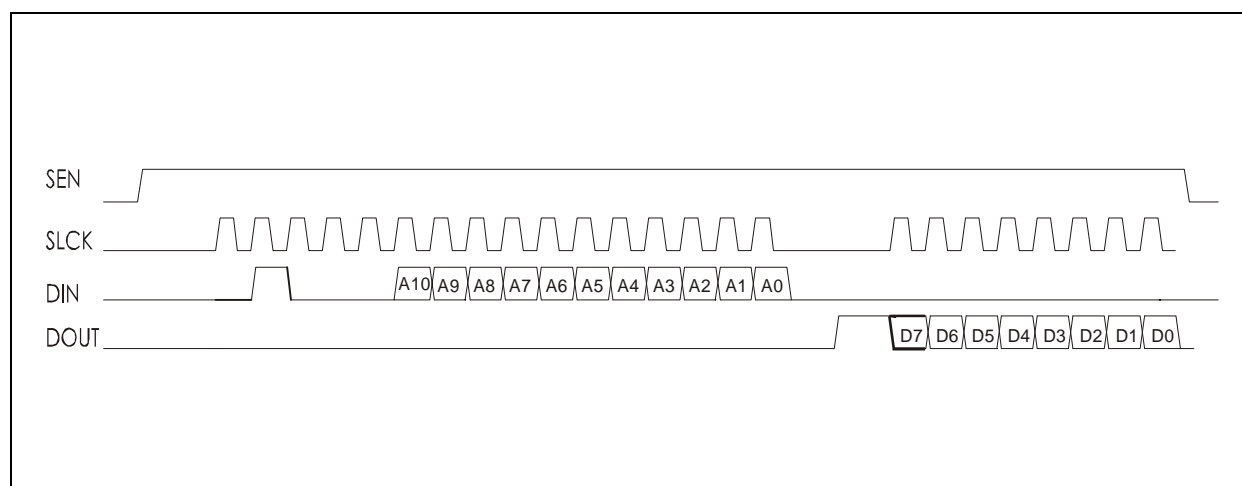 SEN
SLCK
DIN A10 A9 A8 A7 A6 A5 A4 A3 A2 A1 A0
DOUT D7 D6 D5 D4 D3 D2 D1 D0